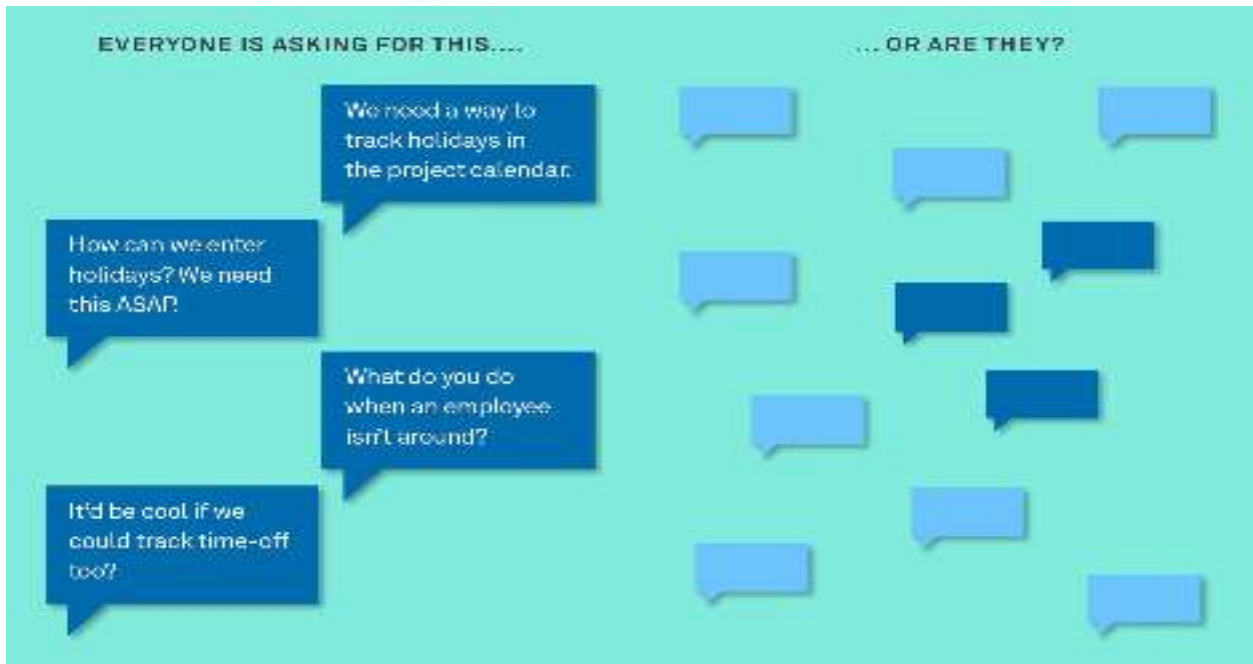 EVERYONE IS ASKING FOR THIS....
... OR ARE THEY?
We need a way to
track holidays in
the project calendar.
How can we enter
holidays? We need
this ASAP.
What do you do
when an employee
isn't around?
It'd be cool if we
could track time-off
too?